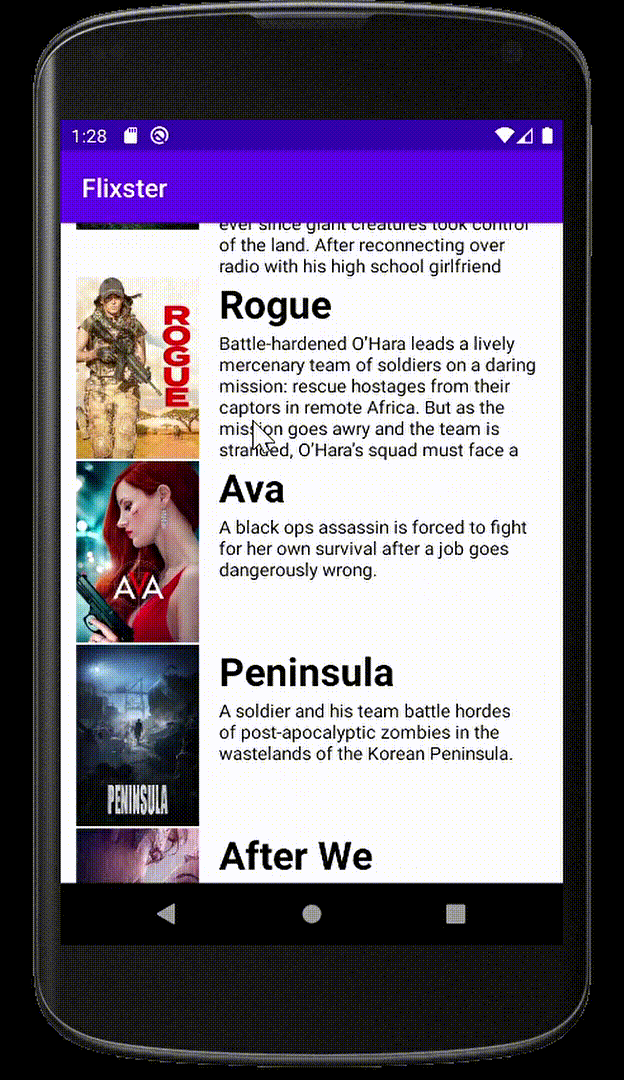 1:28
Flixster
ever since giant creatures took control
of the land. After reconnecting over
radio with his high school girlfriend
ROGUE
Rogue
Battle-hardened O'Hara leads a lively
mercenary team of soldiers on a daring
mission: rescue hostages from their
captors in remote Africa. But as the
mission goes awry and the team is
stranded, O'Hara's squad must face a
AVA
Ava
A black ops assassin is forced to fight
for her own survival after a job goes
dangerously wrong.
PENINSULA
Peninsula
A soldier and his team battle hordes
of post-apocalyptic zombies in the
wastelands of the Korean Peninsula.
After We